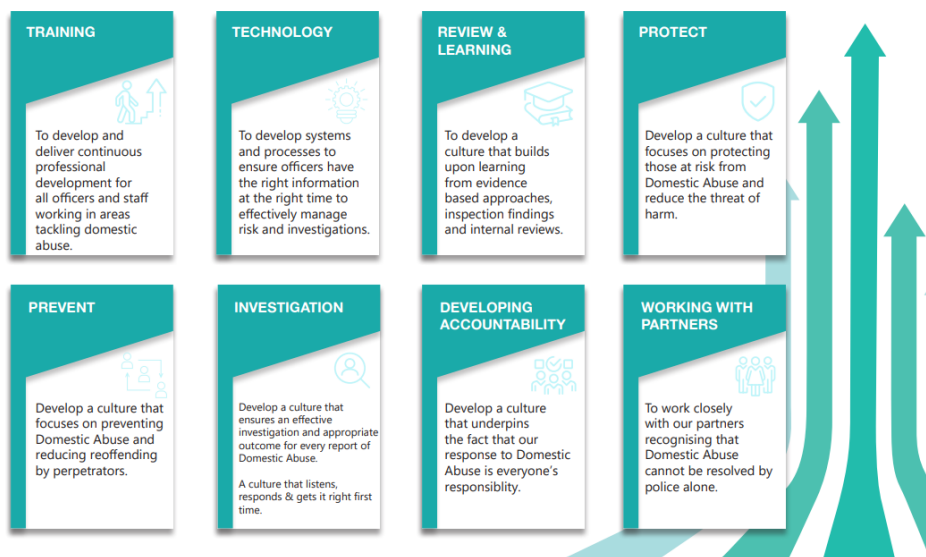 TRAINING
To develop and
deliver continuous
professional
development for
all officers and staff
working in areas
tackling domestic
abuse.
TECHNOLOGY
To develop systems
and processes to
ensure officers have
the right information
at the right time to
effectively manage
risk and investigations.
REVIEW &
LEARNING
To develop a
culture that builds
upon learning
from evidence
based approaches,
inspection findings
and internal reviews.
PROTECT
Develop a culture that
focuses on protecting
those at risk from
Domestic Abuse and
reduce the threat of
harm.
PREVENT
Develop a culture that
focuses on preventing
Domestic Abuse and
reducing reoffending
by perpetrators.
INVESTIGATION
Develop a culture that
ensures an effective
investigation and appropriate
outcome for every report of
Domestic Abuse.
A culture that listens,
responds & gets it right first
time.
DEVELOPING
ACCOUNTABILITY
Develop a culture
that underpins
the fact that our
response to Domestic
Abuse is everyone's
responsiblity.
WORKING WITH
PARTNERS
To work closely
with our partners
recognising that
Domestic Abuse
cannot be resolved by
police alone.